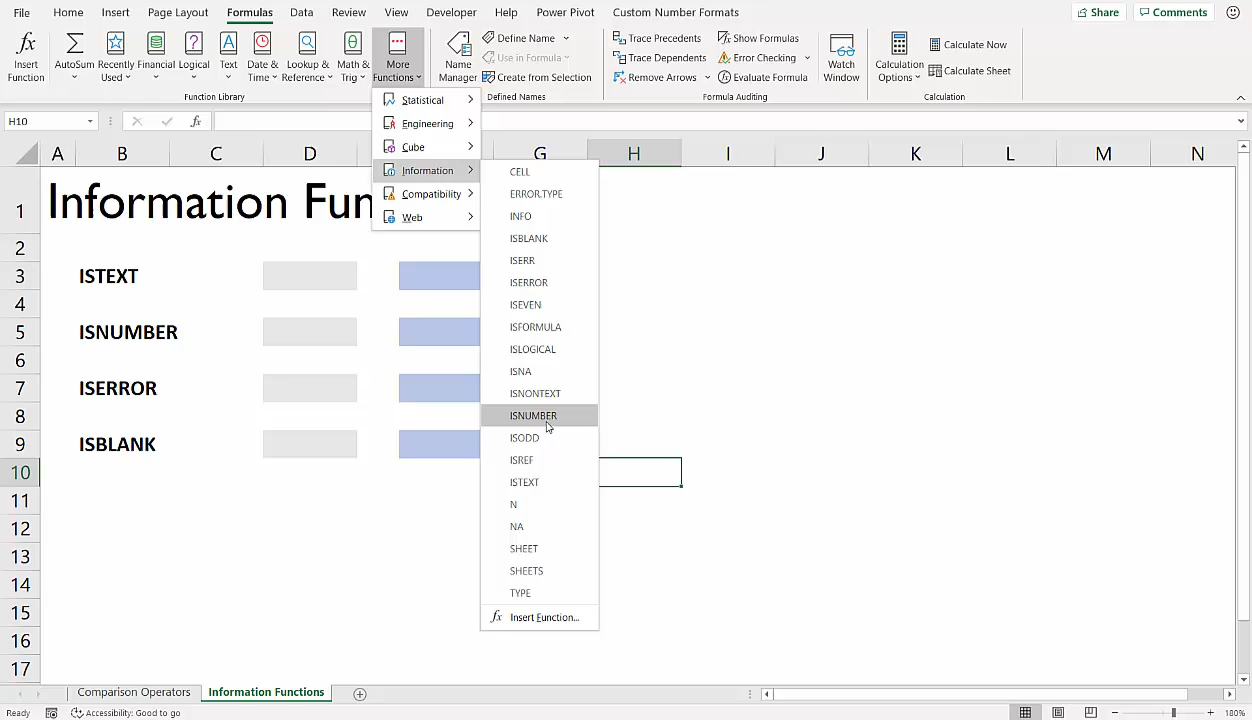 File Home Insert Page Layout Formulas Data Review View Developer Help Power Pivot Custom Number Formats Share Comments
Insert Function
AutoSum
Recently Used
Financial
Logical
Text
Date & Time
Lookup & Reference
Math & Trig
More Functions
Name Manager
Define Name
Use in Formula
Create from Selection
Trace Precedents
Trace Dependents
Remove Arrows
Show Formulas
Error Checking
Evaluate Formula
Watch Window
Calculation Options
Calculate Now
Calculate Sheet
Function Library Defined Names Formula Auditing Calculation
Statistical
Engineering
Cube
Information
Compatibility
Web
H10 fx
A B C D G H I J K L M N
CELL
ERROR.TYPE
INFO
ISBLANK
ISERR
ISERROR
ISEVEN
ISFORMULA
ISLOGICAL
ISNA
ISNONTEXT
ISNUMBER
ISODD
ISREF
ISTEXT
N
NA
SHEET
SHEETS
TYPE
fx Insert Function...
1 Information Fun
2
3 ISTEXT
4
5 ISNUMBER
6
7 ISERROR
8
9 ISBLANK
10
11
12
13
14
15
16
17
Comparison Operators Information Functions
Ready Accessibility: Good to go 180%